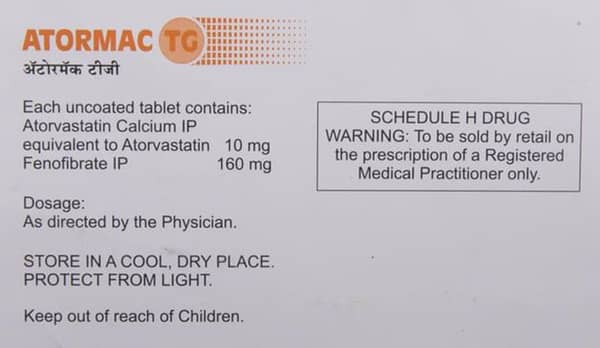 ATORMAC TG
ॲटोरमॅक टीजी
Each uncoated tablet contains:
Atorvastatin Calcium IP
equivalent to Atorvastatin 10 mg
Fenofibrate IP 160 mg
Dosage:
As directed by the Physician.
STORE IN A COOL, DRY PLACE.
PROTECT FROM LIGHT.
Keep out of reach of Children.
SCHEDULE H DRUG
WARNING: To be sold by retail on
the prescription of a Registered
Medical Practitioner only.